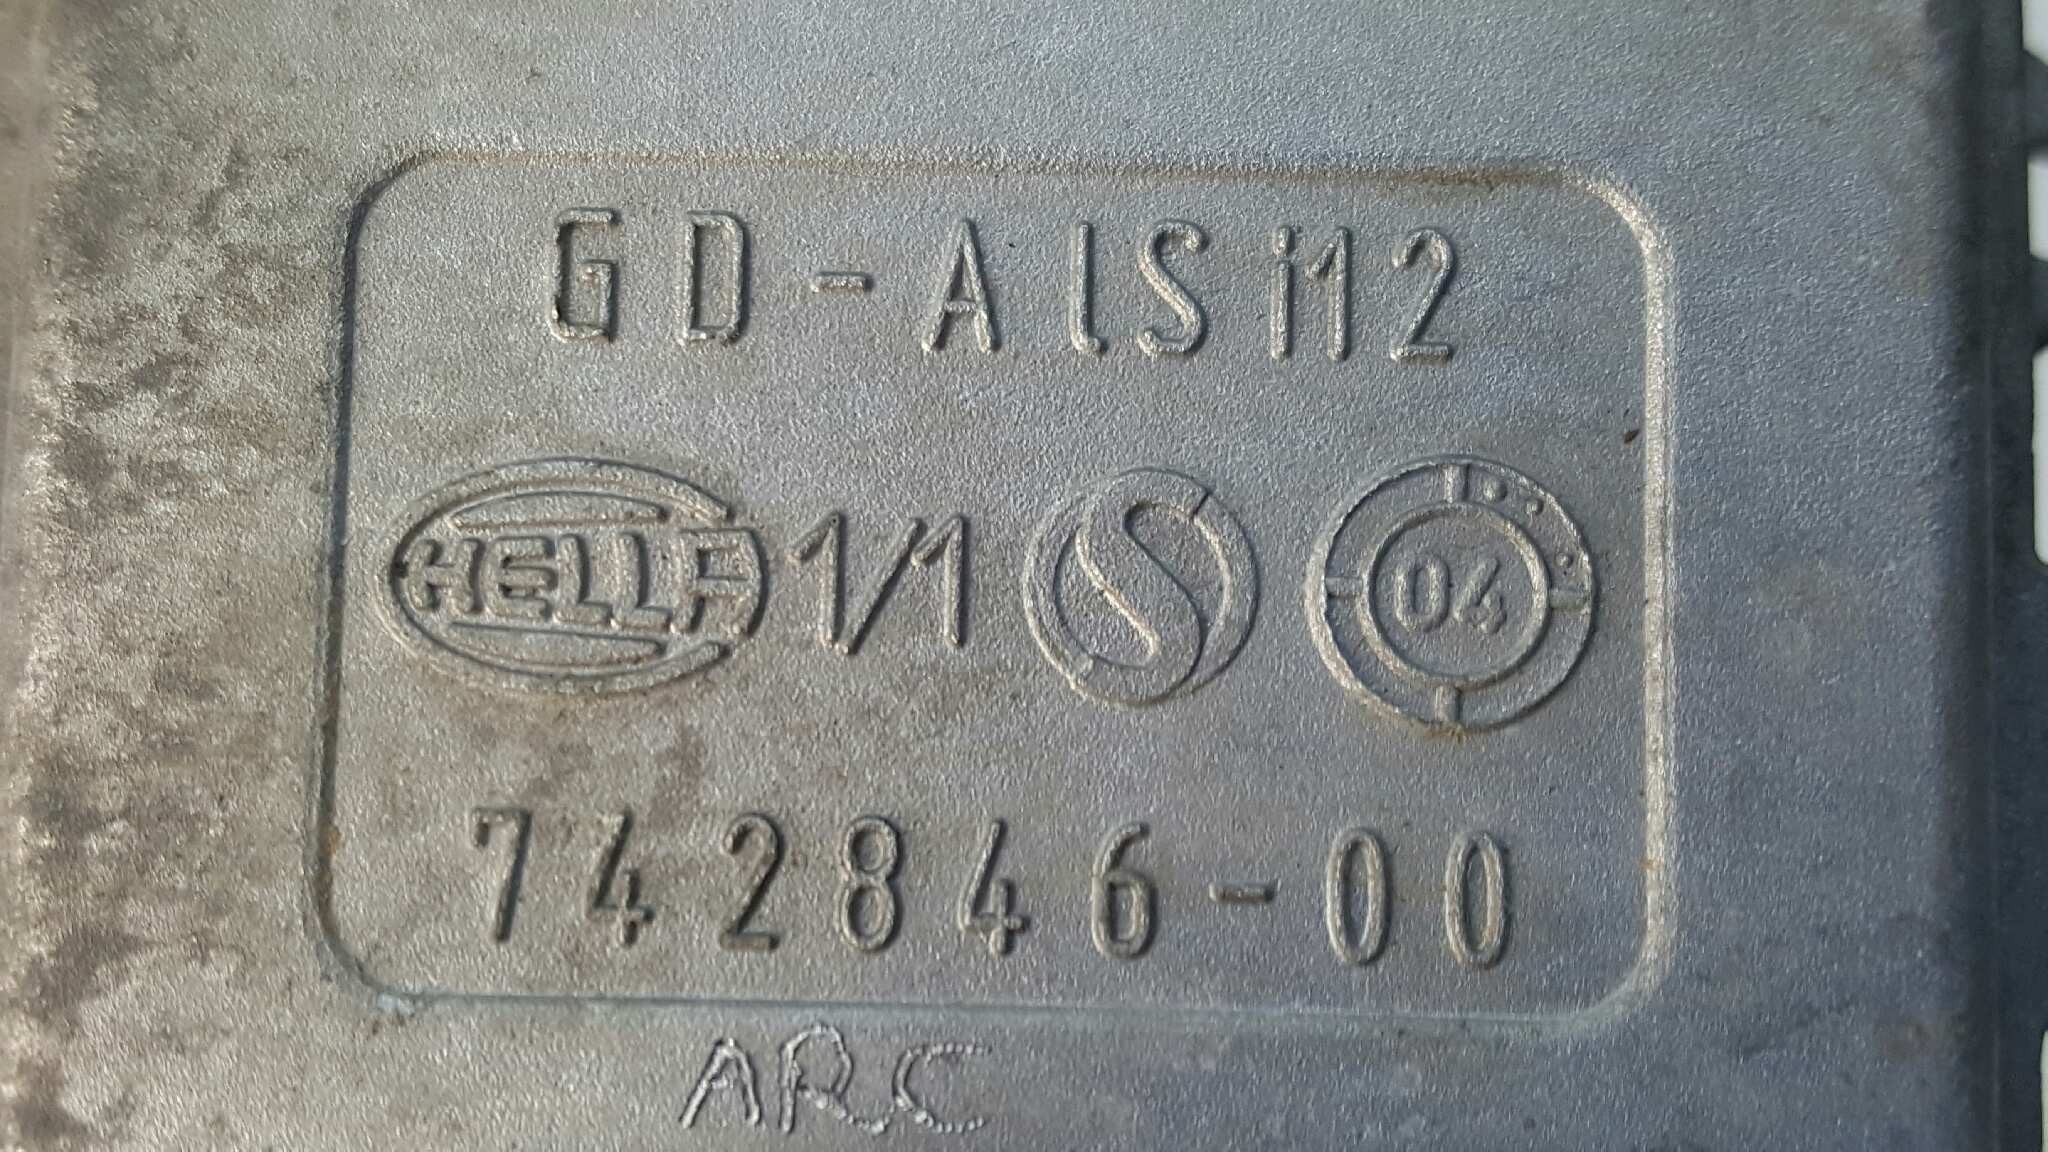 GD-AlSi12
HELLA 1/1 S 04
742846-00
ARC